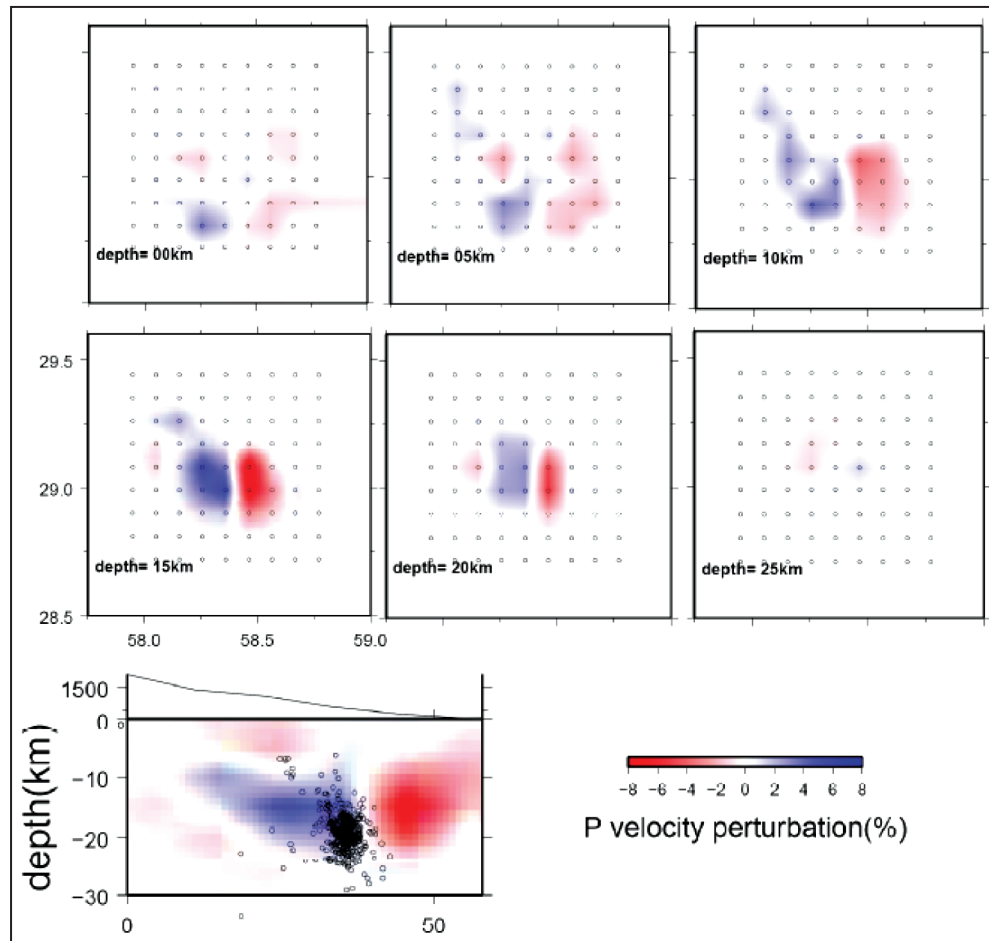 depth= 00km
depth= 05km
depth= 10km
29.5
29.0
28.5
depth= 15km
depth= 20km
depth= 25km
58.0 58.5 59.0
1500
0
-10
-20
-30
depth(km)
0 50
-8 -6 -4 -2 0 2 4 6 8
P velocity perturbation(%)